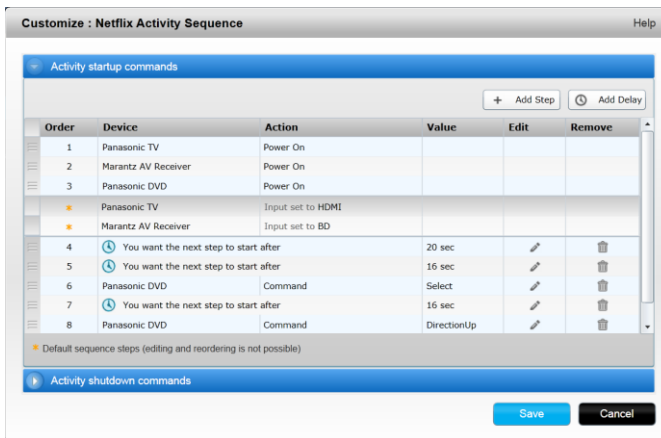 Customize : Netflix Activity Sequence Help
Activity startup commands
+ Add Step Add Delay
Order Device Action Value Edit Remove
1 Panasonic TV Power On
2 Marantz AV Receiver Power On
3 Panasonic DVD Power On
* Panasonic TV Input set to HDMI
* Marantz AV Receiver Input set to BD
4 You want the next step to start after 20 sec
5 You want the next step to start after 16 sec
6 Panasonic DVD Command Select
7 You want the next step to start after 16 sec
8 Panasonic DVD Command DirectionUp
* Default sequence steps (editing and reordering is not possible)
Activity shutdown commands
Save Cancel